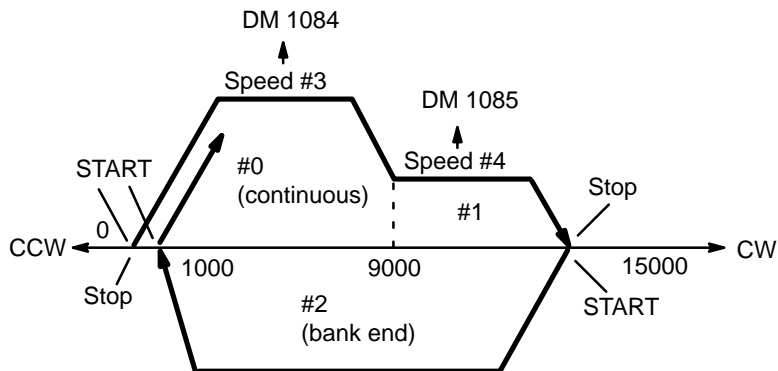 DM 1084
Speed #3
DM 1085
START
#0
(continuous)
Speed #4
Stop
0
#1
CCW
CW
1000
9000
15000
Stop
#2
(bank end)
START